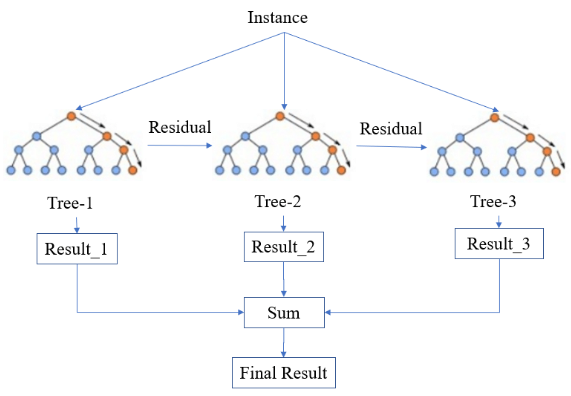 Instance
Residual
Residual
Tree-1
Tree-2
Tree-3
Result_1
Result_2
Result_3
Sum
Final Result